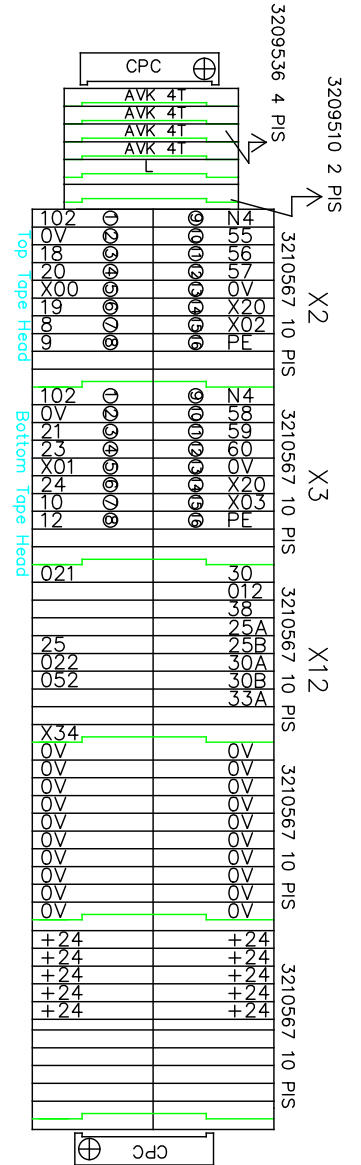 3209536 4 PIS
3209510 2 PIS
CPC
AVK 4T
AVK 4T
AVK 4T
AVK 4T
L
X2
3210567 10 PIS
Top Tape Head
102 1 9 N4
0V 2 10 55
18 3 11 56
20 4 12 57
X00 5 13 0V
19 6 14 X20
8 7 15 X02
9 8 16 PE
X3
3210567 10 PIS
Bottom Tape Head
102 1 9 N4
0V 2 10 58
21 3 11 59
23 4 12 60
X01 5 13 0V
24 6 14 X20
10 7 15 X03
12 8 16 PE
X12
3210567 10 PIS
021 30
012
38
25A
25 25B
022 30A
052 30B
33A
X34
3210567 10 PIS
0V 0V
0V 0V
0V 0V
0V 0V
0V 0V
0V 0V
0V 0V
0V 0V
0V 0V
0V 0V
3210567 10 PIS
+24 +24
+24 +24
+24 +24
+24 +24
+24 +24
CPC